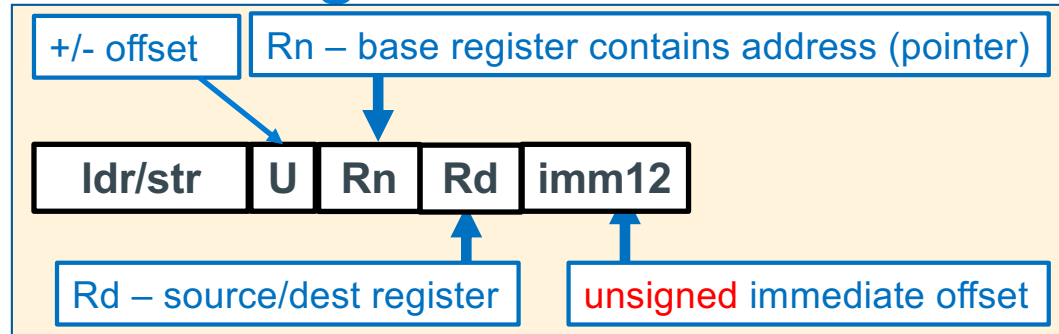 +/- offset
Rn – base register contains address (pointer)
ldr/str U Rn Rd imm12
Rd – source/dest register
unsigned immediate offset